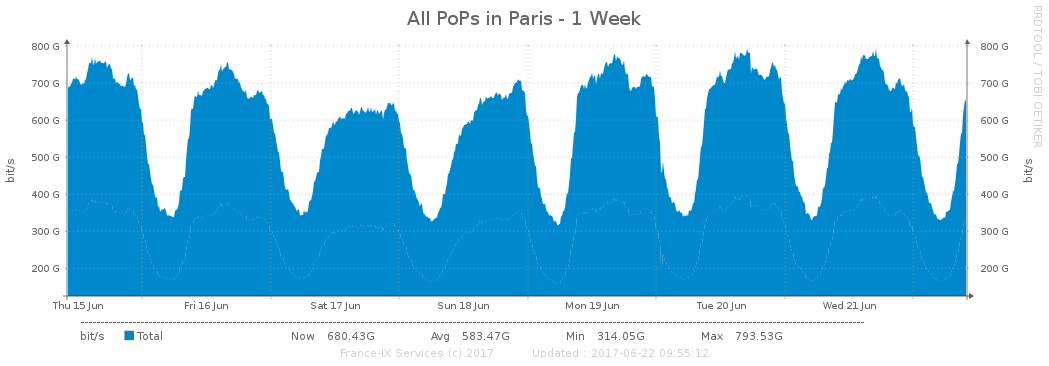 All PoPs in Paris - 1 Week
RRDTOOL / TOBI OETIKER
800 G 800 G
700 G 700 G
600 G 600 G
500 G 500 G
400 G 400 G
300 G 300 G
200 G 200 G
bit/s bit/s
Thu 15 Jun Fri 16 Jun Sat 17 Jun Sun 18 Jun Mon 19 Jun Tue 20 Jun Wed 21 Jun
bit/s Total Now 680.43G Avg 583.47G Min 314.05G Max 793.53G
France-IX Services (c) 2017 Updated : 2017-06-22 09:55:12